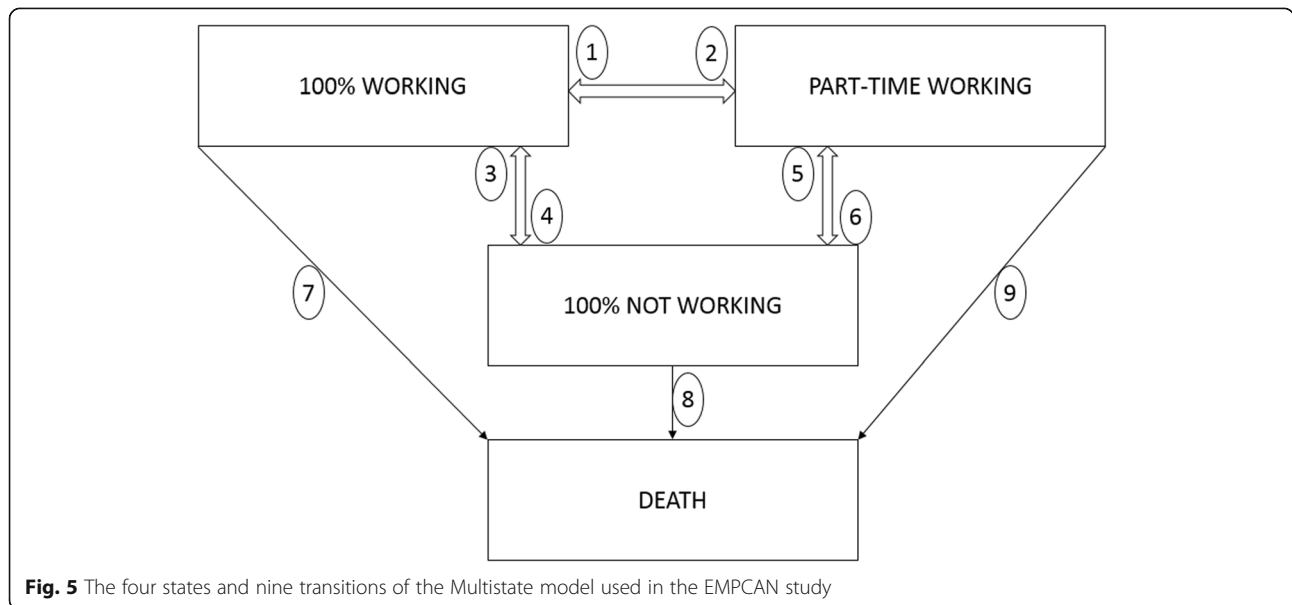 1 2
100% WORKING PART-TIME WORKING
3 5
4 6
100% NOT WORKING
7 9
8
DEATH
Fig. 5 The four states and nine transitions of the Multistate model used in the EMPCAN study